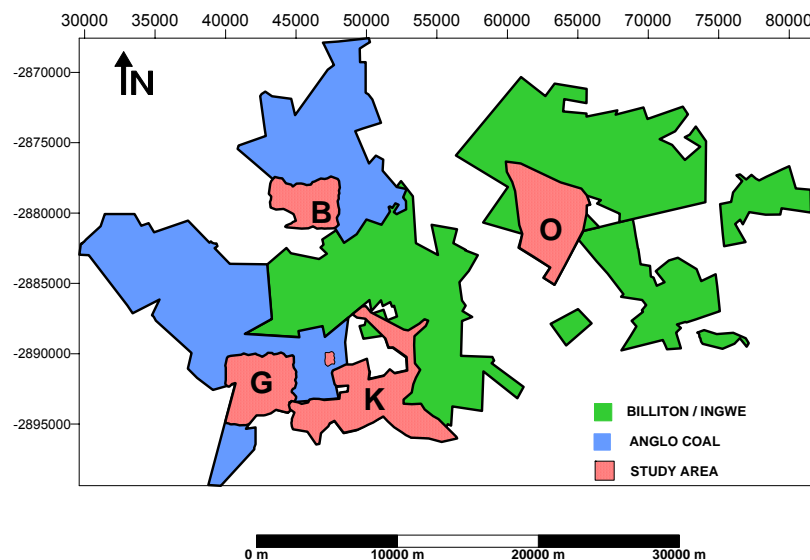 30000 35000 40000 45000 50000 55000 60000 65000 70000 75000 80000
-2870000
N
-2875000
-2880000
B
O
-2885000
-2890000
G
K
BILLITON / INGWE
-2895000
ANGLO COAL
STUDY AREA
0 m 10000 m 20000 m 30000 m